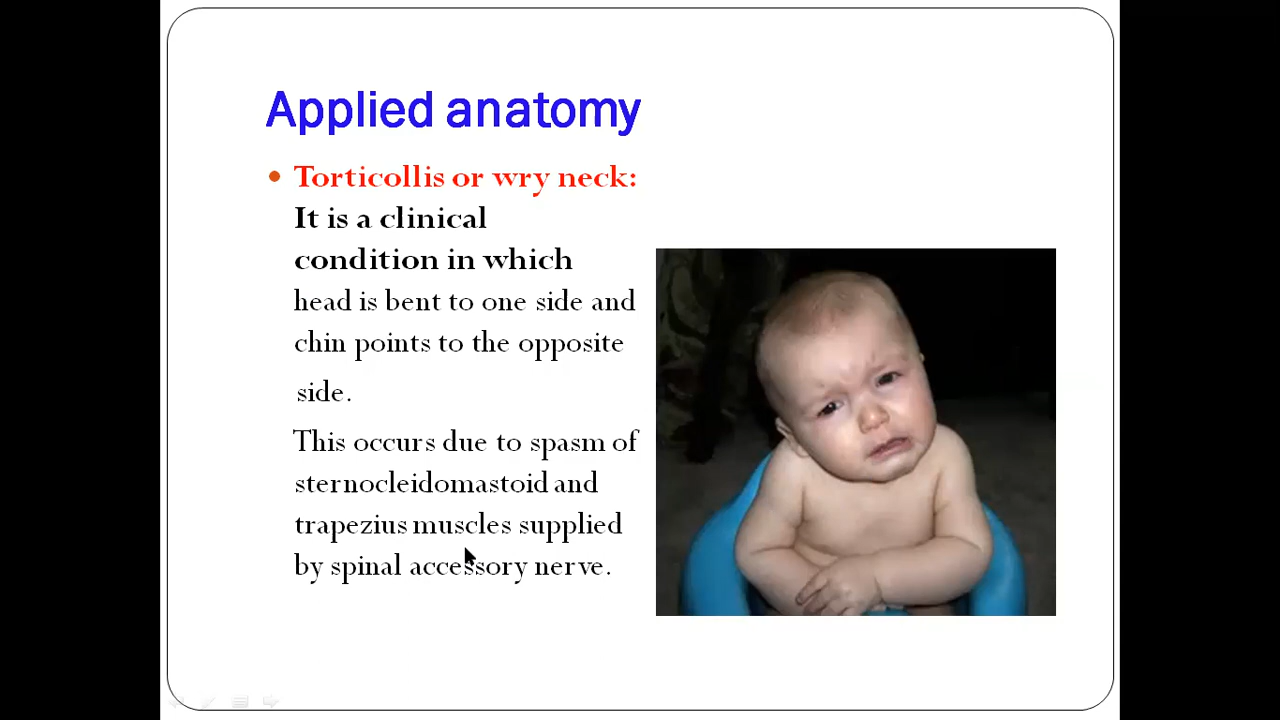 Applied anatomy
Torticollis or wry neck:
It is a clinical
condition in which
head is bent to one side and
chin points to the opposite
side.
This occurs due to spasm of
sternocleidomastoid and
trapezius muscles supplied
by spinal accessory nerve.